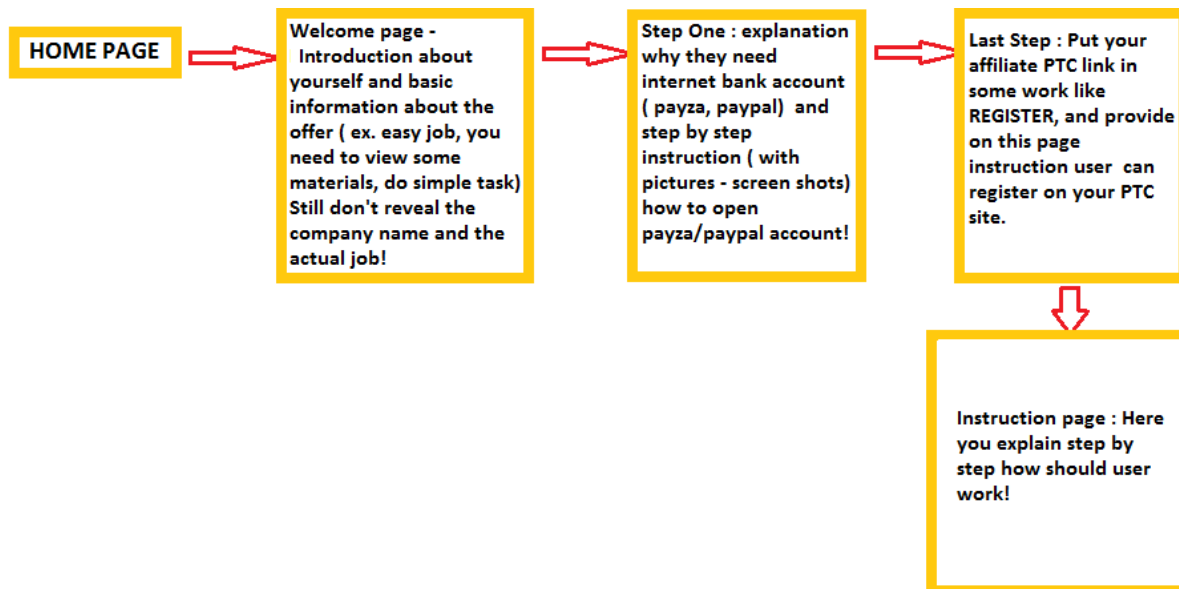 HOME PAGE
Welcome page -
Introduction about
yourself and basic
information about the
offer ( ex. easy job, you
need to view some
materials, do simple task)
Still don't reveal the
company name and the
actual job!
Step One : explanation
why they need
internet bank account
( payza, paypal)  and
step by step
instruction ( with
pictures - screen shots)
how to open
payza/paypal account!
Last Step : Put your
affiliate PTC link in
some work like
REGISTER, and provide
on this page
instruction user  can
register on your PTC
site.
Instruction page : Here
you explain step by
step how should user
work!